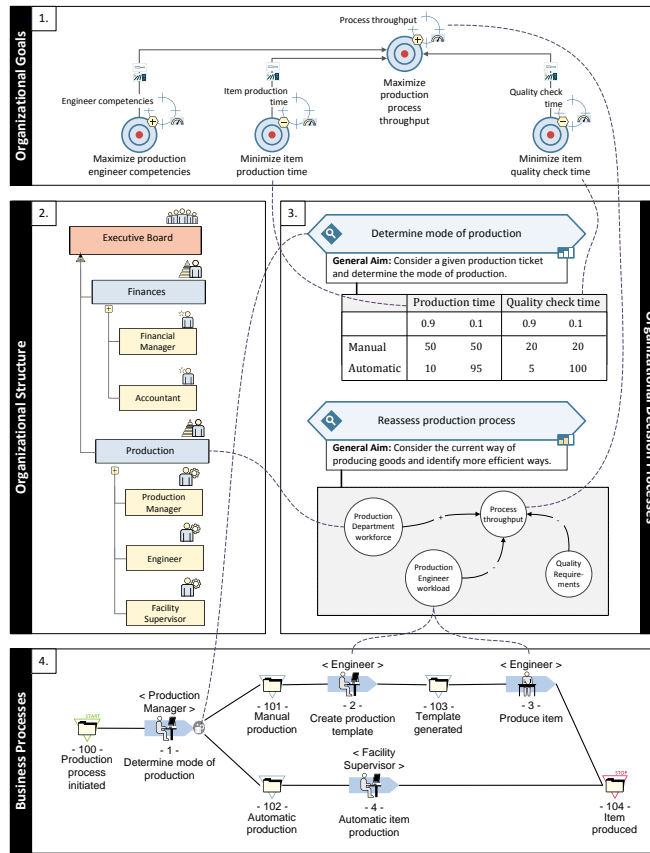 Organizational Goals
1.
Process throughput
Maximize
production
process
throughput
Engineer competencies
Maximize production
engineer competencies
Item production
time
Minimize item
production time
Quality check
time
Minimize item
quality check time
Organizational Structure
2.
Executive Board
Finances
Financial
Manager
Accountant
Production
Production
Manager
Engineer
Facility
Supervisor
3.
Determine mode of production
General Aim: Consider a given production ticket
and determine the mode of production.
Production time Quality check time
0.9 0.1 0.9 0.1
Manual 50 50 20 20
Automatic 10 95 5 100
Reassess production process
General Aim: Consider the current way of
producing goods and identify more efficient ways.
Production
Department
workforce
+
Process
throughput
-
Production
Engineer
workload
-
Quality
Require-
ments
Organizational Decision Processes
Business Processes
4.
START
- 100 -
Production
process
initiated
< Production
Manager >
- 1 -
Determine mode of
production
- 101 -
Manual
production
< Engineer >
- 2 -
Create production
template
- 103 -
Template
generated
< Engineer >
- 3 -
Produce item
- 102 -
Automatic
production
< Facility
Supervisor >
- 4 -
Automatic item
production
STOP
- 104 -
Item
produced